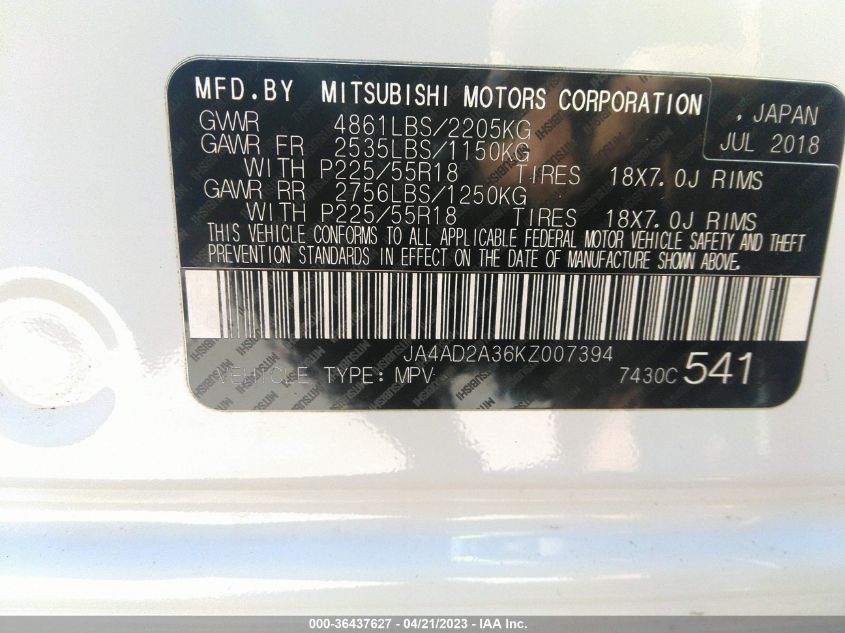 MFD.BY MITSUBISHI MOTORS CORPORATION , JAPAN
GVWR 4861LBS/2205KG JUL 2018
GAWR FR 2535LBS/1150KG
WITH P225/55R18 TIRES 18X7.0J RIMS
GAWR RR 2756LBS/1250KG
WITH P225/55R18 TIRES 18X7.0J RIMS
THIS VEHICLE CONFORMS TO ALL APPLICABLE FEDERAL MOTOR VEHICLE SAFETY AND THEFT
PREVENTION STANDARDS IN EFFECT ON THE DATE OF MANUFACTURE SHOWN ABOVE.
JA4AD2A36KZ007394
VEHICLE TYPE: MPV 7430C 541
000-36437627 - 04/21/2023 - IAA Inc.